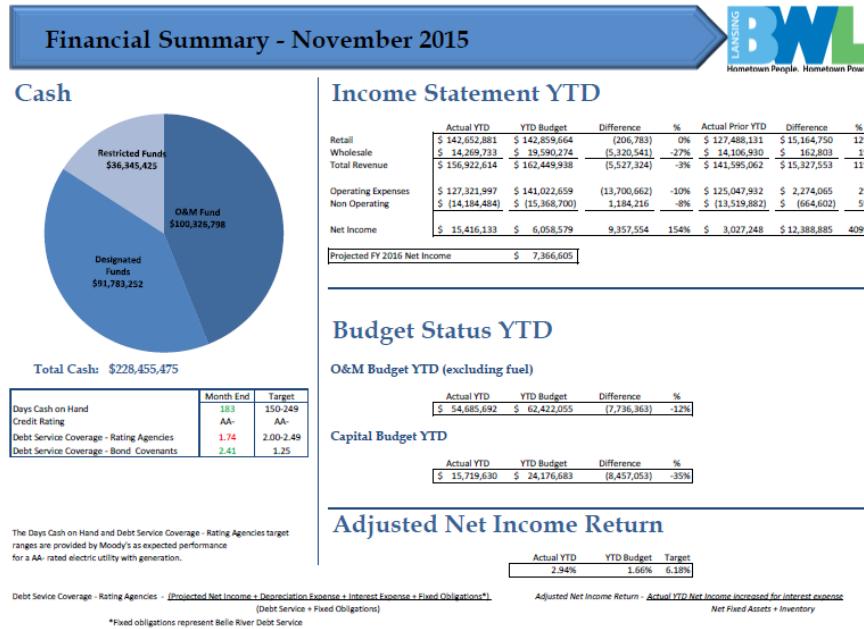 Financial Summary - November 2015
LANSING
BWL
Hometown People. Hometown
Cash
Restricted Funds
$36,345,425
O&M Fund
$100,326,798
Designated
Funds
$91,783,252
Total Cash: $228,455,475
Month End Target
Days Cash on Hand 183 150-249
Credit Rating AA- AA-
Debt Service Coverage - Rating Agencies 1.74 2.00-2.49
Debt Service Coverage - Bond Covenants 2.41 1.25
The Days Cash on Hand and Debt Service Coverage - Rating Agencies target
ranges are provided by Moody's as expected performance
for a AA- rated electric utility with generation.
Income Statement YTD
Actual YTD YTD Budget Difference % Actual Prior YTD Difference %
Retail $ 142,652,881 $ 142,859,664 (206,783) 0% $ 127,488,131 $ 15,164,750
Wholesale $ 14,269,733 $ 19,590,274 (5,320,541) -27% $ 14,106,930 $ 162,803
Total Revenue $ 156,922,614 $ 162,449,938 (5,527,324) -3% $ 141,595,062 $ 15,327,553
Operating Expenses $ 127,321,997 $ 141,022,659 (13,700,662) -10% $ 125,047,932 $ 2,274,065
Non Operating $ (14,184,484) $ (15,368,700) 1,184,216 -8% $ (13,519,882) $ (664,602)
Net Income $ 15,416,133 $ 6,058,579 9,357,554 154% $ 3,027,248 $ 12,388,885
Projected FY 2016 Net Income $ 7,366,605
Budget Status YTD
O&M Budget YTD (excluding fuel)
Actual YTD YTD Budget Difference %
$ 54,685,692 $ 62,422,055 (7,736,363) -12%
Capital Budget YTD
Actual YTD YTD Budget Difference %
$ 15,719,630 $ 24,176,683 (8,457,053) -35%
Adjusted Net Income Return
Actual YTD YTD Budget Target
2.94% 1.66% 6.18%
Debt Sevice Coverage - Rating Agencies - (Projected Net Income + Depreciation Expense + Interest Expense + Fixed Obligations*)
(Debt Service + Fixed Obligations)
*Fixed obligations represent Belle River Debt Service
Adjusted Net Income Return - Actual YTD Net Income increased for interest expense
Net Fixed Assets + Inventory